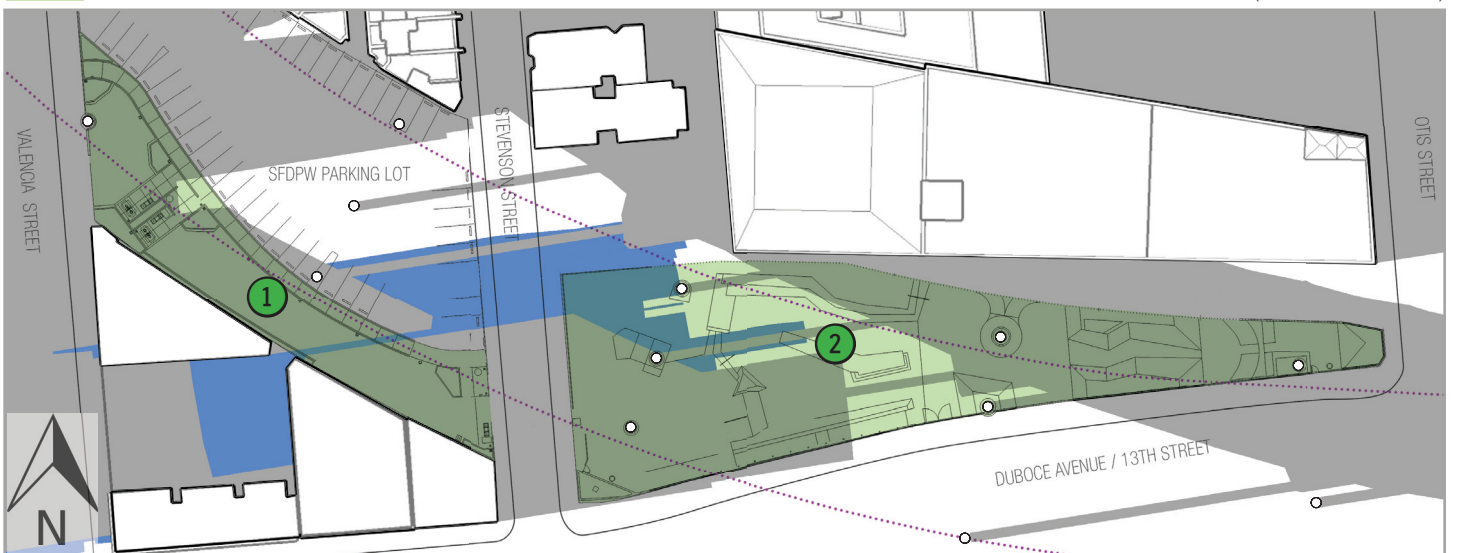 VALENCIA STREET
SFDPW PARKING LOT
STEVENSON STREET
OTIS STREET
1
2
DUBOCE AVENUE / 13TH STREET
N